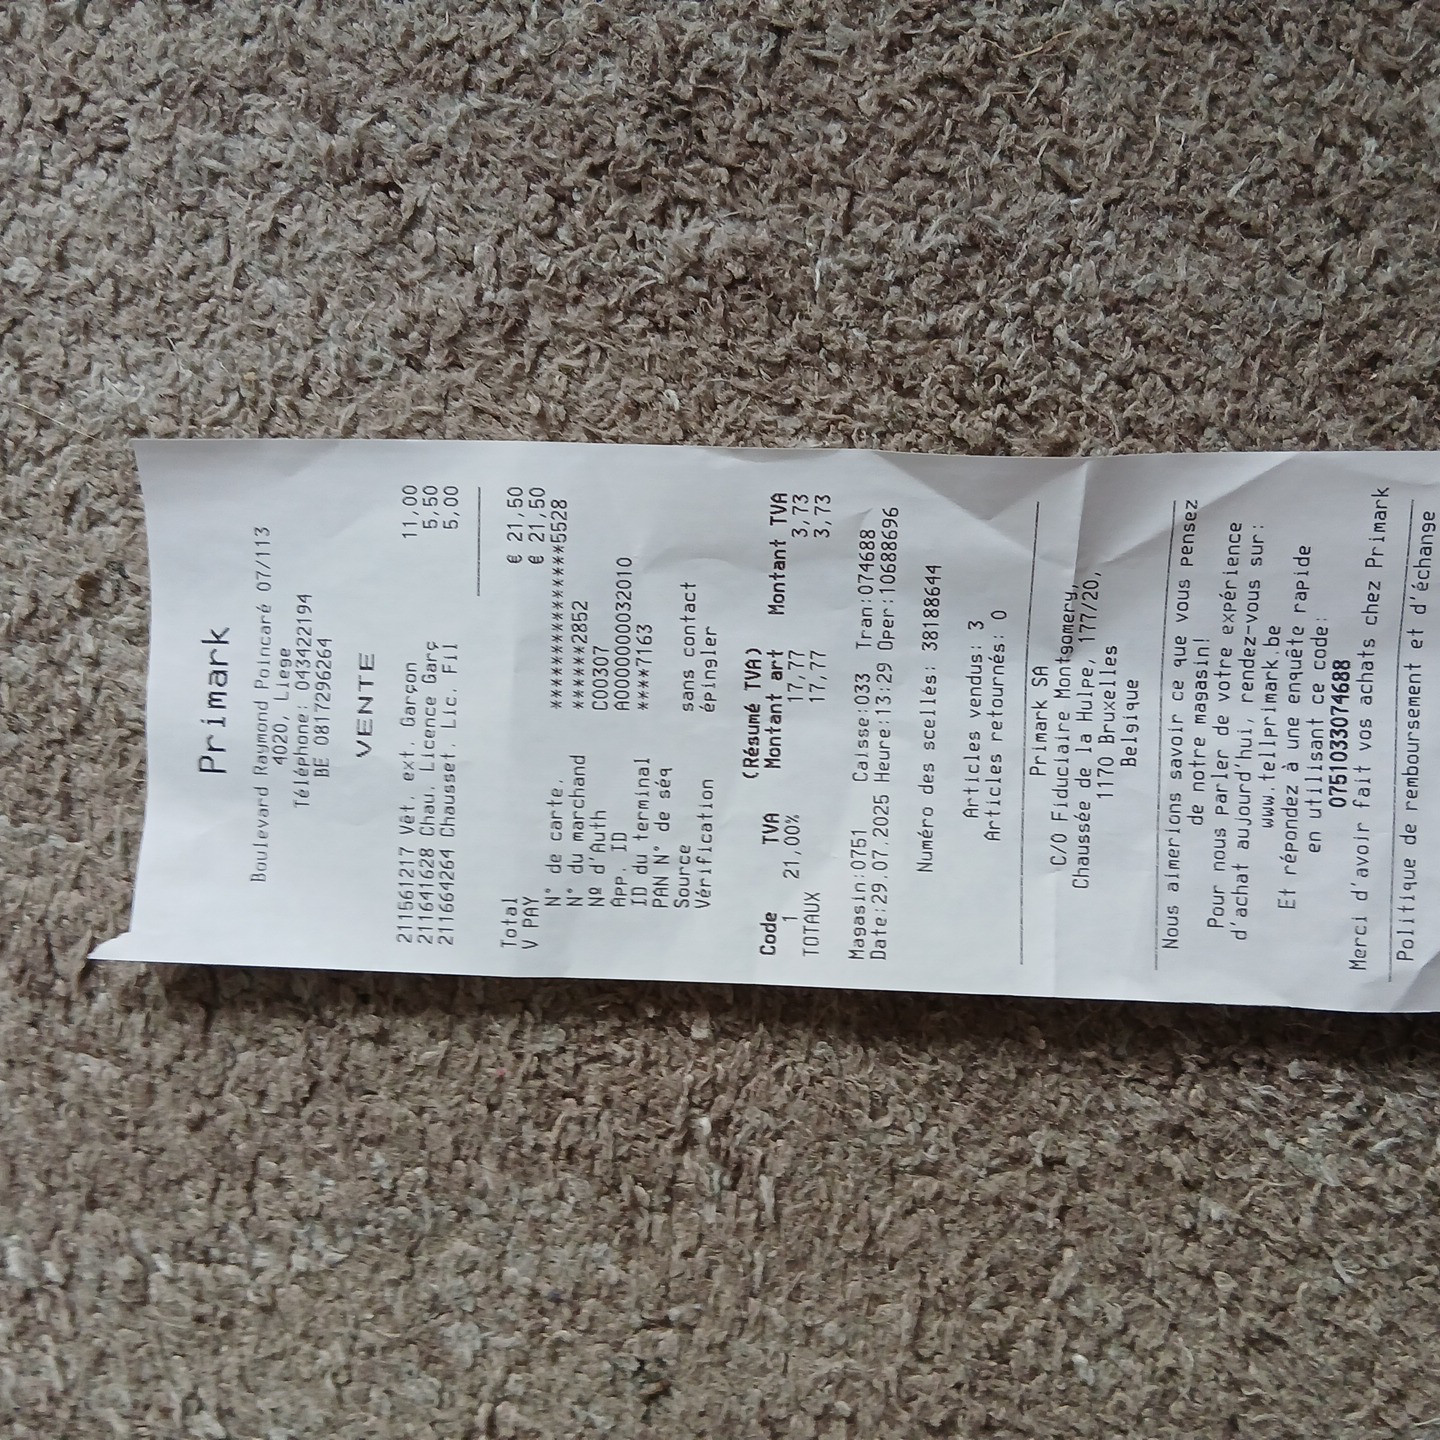 Primark
Boulevard Raymond Poincaré 07/113
4020, Liege
Téléphone: 043422194
BE 0817296264
VENTE
211561217 Vêt. ext. Garçon 11,00
211641628 Chau. Licence Garç 5,50
211664264 Chausset. Lic. Fil 5,00
Total € 21,50
V PAY € 21,50
N° de carte. ***************5528
N° du marchand ******2852
Nº d'Auth C00307
App. ID A0000000032010
ID du terminal ****7163
PAN N° de séq
Source sans contact
Vérification épingler
(Résumé TVA)
Code TVA Montant art Montant TVA
1 21,00% 17,77 3,73
TOTAUX 17,77 3,73
Magasin:0751 Caisse:033 Tran:074688
Date:29.07.2025 Heure:13:29 Oper:10688696
Numéro des scellés: 38188644
Articles vendus: 3
Articles retournés: 0
Primark SA
C/O Fiduciaire Montgomery,
Chaussée de la Hulpe, 177/20,
1170 Bruxelles
Belgique
Nous aimerions savoir ce que vous pensez
de notre magasin!
Pour nous parler de votre expérience
d'achat aujourd'hui, rendez-vous sur:
www.tellprimark.be
Et répondez à une enquête rapide
en utilisant ce code:
0751033074688
Merci d'avoir fait vos achats chez Primark
Politique de remboursement et d'échange